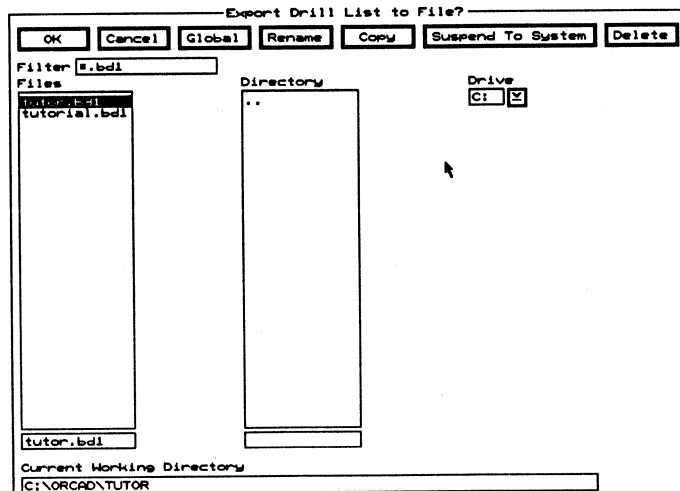 Export Drill List to File?
OK Cancel Global Rename Copy Suspend To System Delete
Filter *.bdl
Files Directory Drive
tutor.bdl .. C:
tutorial.bdl
tutor.bdl
Current Working Directory
C:\ORCAD\TUTOR